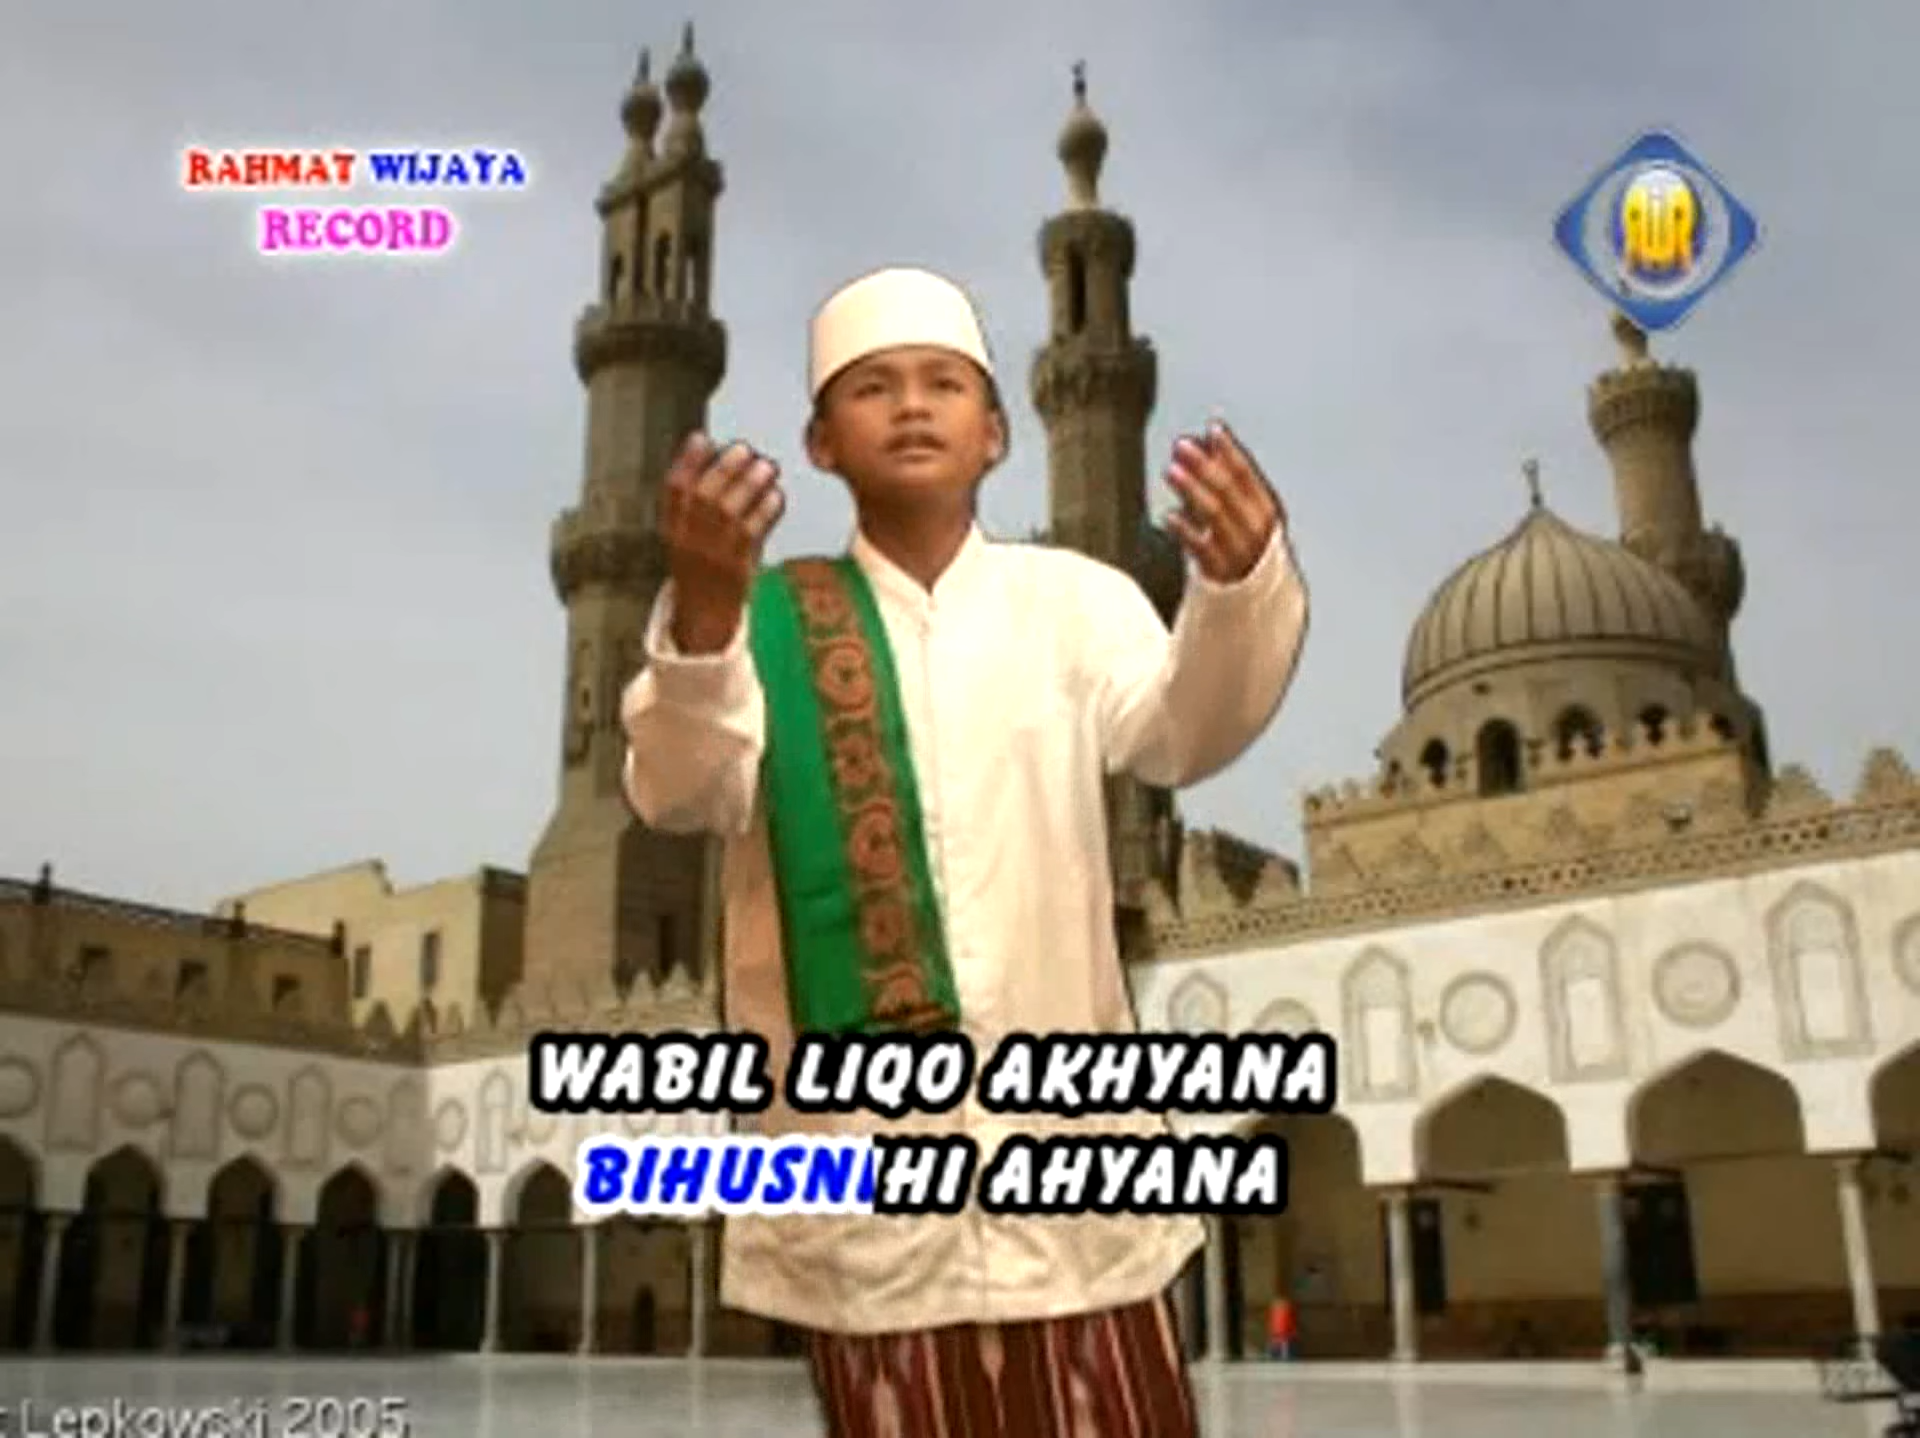 RAHMAT WIJAYA
RECORD
WABIL LIQO AKHYANA
BIHUSNIHI AHYANA
Lepkowski 2005